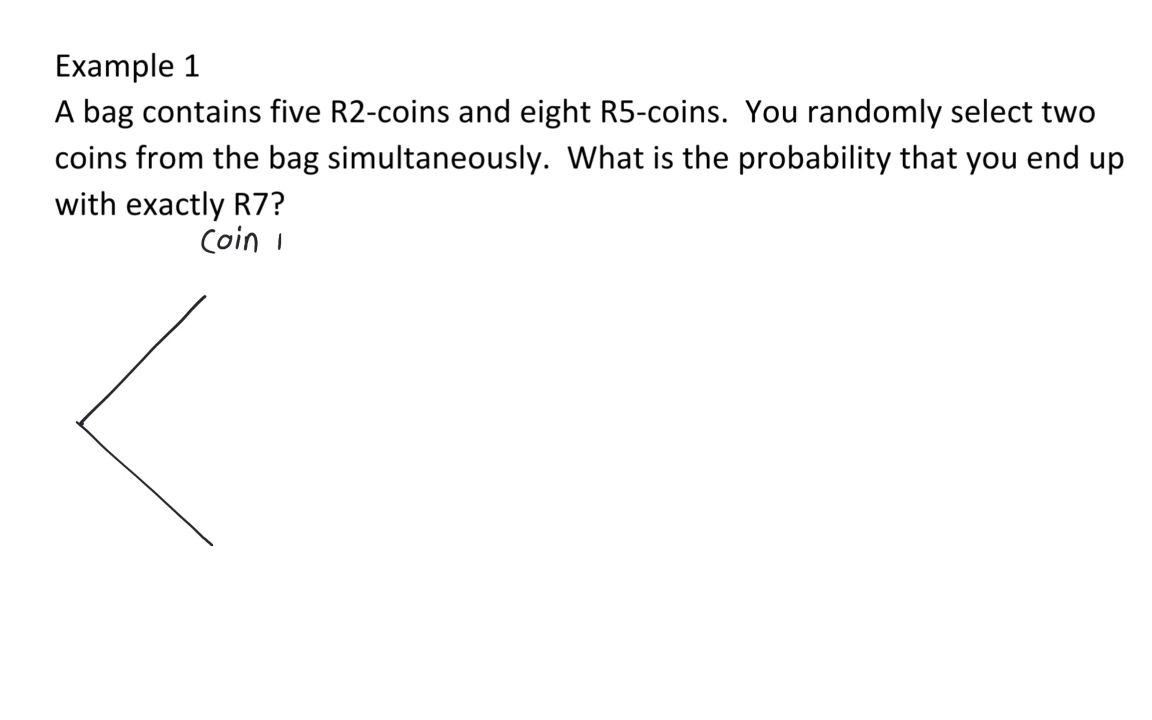 Example 1
A bag contains five R2-coins and eight R5-coins.  You randomly select two
coins from the bag simultaneously.  What is the probability that you end up
with exactly R7?
Coin 1